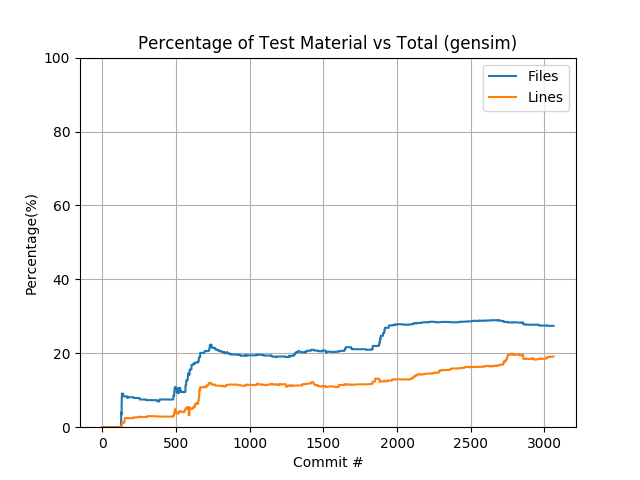 Percentage of Test Material vs Total (gensim)
Files
Lines
100
80
60
40
20
0
Percentage(%)
0 500 1000 1500 2000 2500 3000
Commit #